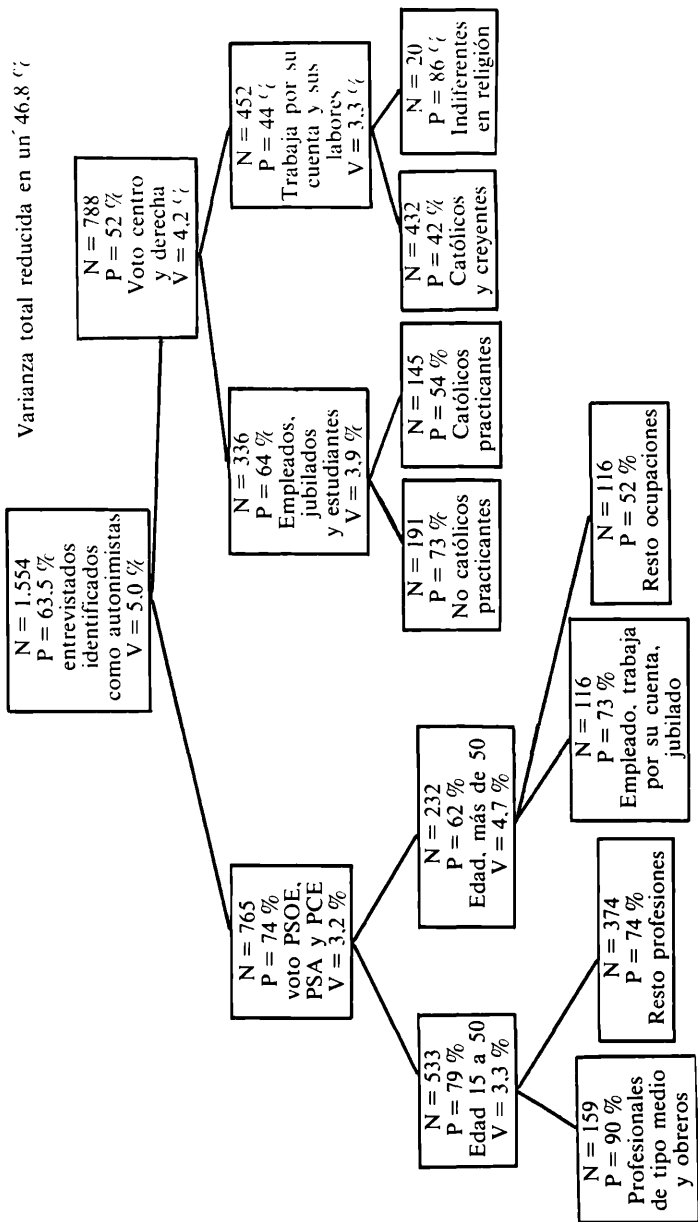 Varianza total reducida en un 46.8 %
N = 1.554
P = 63.5 %
entrevistados
identificados
como autonimistas
V = 5.0 %
N = 765
P = 74 %
voto PSOE,
PSA y PCE
V = 3.2 %
N = 788
P = 52 %
Voto centro
y derecha
V = 4.2 %
N = 533
P = 79 %
Edad 15 a 50
V = 3.3 %
N = 232
P = 62 %
Edad, más de 50
V = 4.7 %
N = 336
P = 64 %
Empleados,
jubilados
y estudiantes
V = 3.9 %
N = 452
P = 44 %
Trabaja por su
cuenta y sus
labores
V = 3.3 %
N = 159
P = 90 %
Profesionales
de tipo medio
y obreros
N = 374
P = 74 %
Resto profesiones
N = 116
P = 73 %
Empleado, trabaja
por su cuenta,
jubilado
N = 116
P = 52 %
Resto ocupaciones
N = 191
P = 73 %
No católicos
practicantes
N = 145
P = 54 %
Católicos
practicantes
N = 432
P = 42 %
Católicos
y creyentes
N = 20
P = 86 %
Indiferentes
en religión